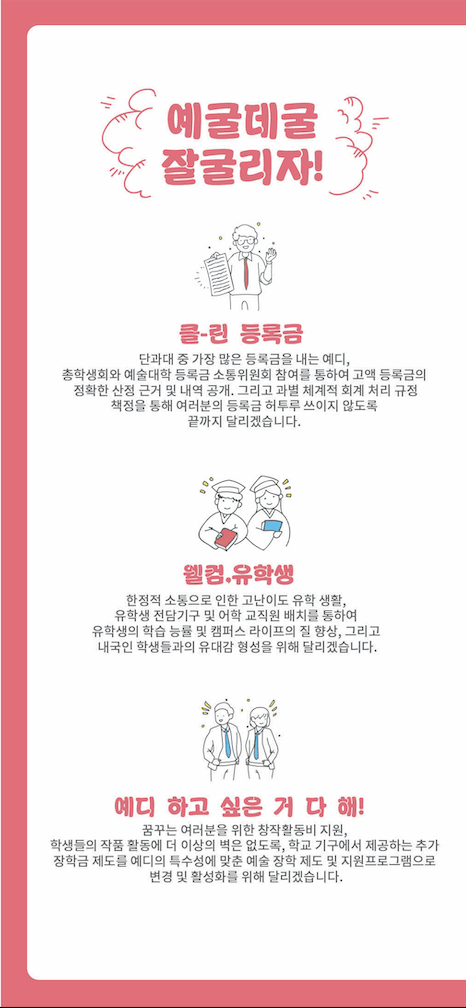 예굴데굴
잘굴리자!
클-린 등록금
단과대 중 가장 많은 등록금을 내는 예디,
총학생회와 예술대학 등록금 소통위원회 참여를 통하여 고액 등록금의
정확한 산정 근거 및 내역 공개. 그리고 과별 체계적 회계 처리 규정
책정을 통해 여러분의 등록금 허투루 쓰이지 않도록
끝까지 달리겠습니다.
웰컴.유학생
한정적 소통으로 인한 고난이도 유학 생활,
유학생 전담기구 및 어학 교직원 배치를 통하여
유학생의 학습 능률 및 캠퍼스 라이프의 질 향상, 그리고
내국인 학생들과의 유대감 형성을 위해 달리겠습니다.
예디 하고 싶은 거 다 해!
꿈꾸는 여러분을 위한 창작활동비 지원,
학생들의 작품 활동에 더 이상의 벽은 없도록, 학교 기구에서 제공하는 추가
장학금 제도를 예디의 특수성에 맞춘 예술 장학 제도 및 지원프로그램으로
변경 및 활성화를 위해 달리겠습니다.